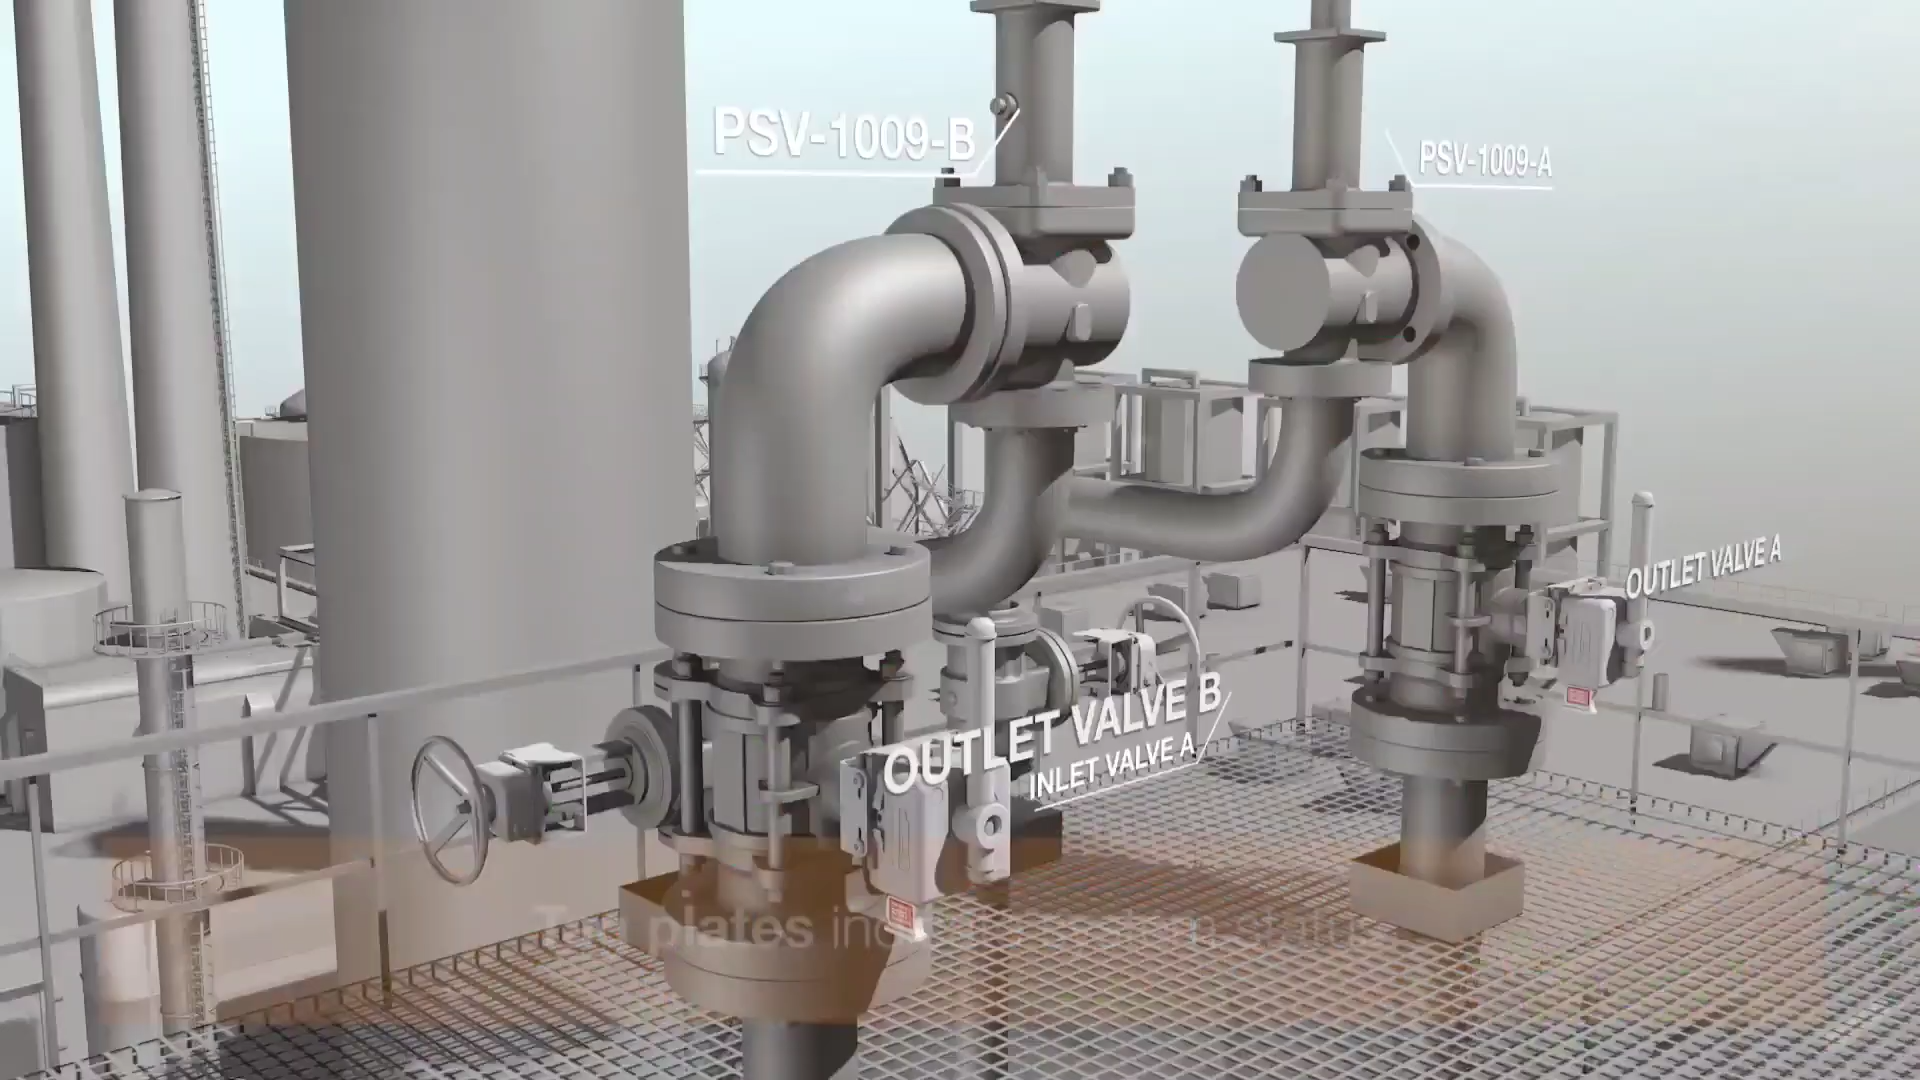 PSV-1009-B
PSV-1009-A
OUTLET VALVE A
OUTLET VALVE B
INLET VALVE A
plates